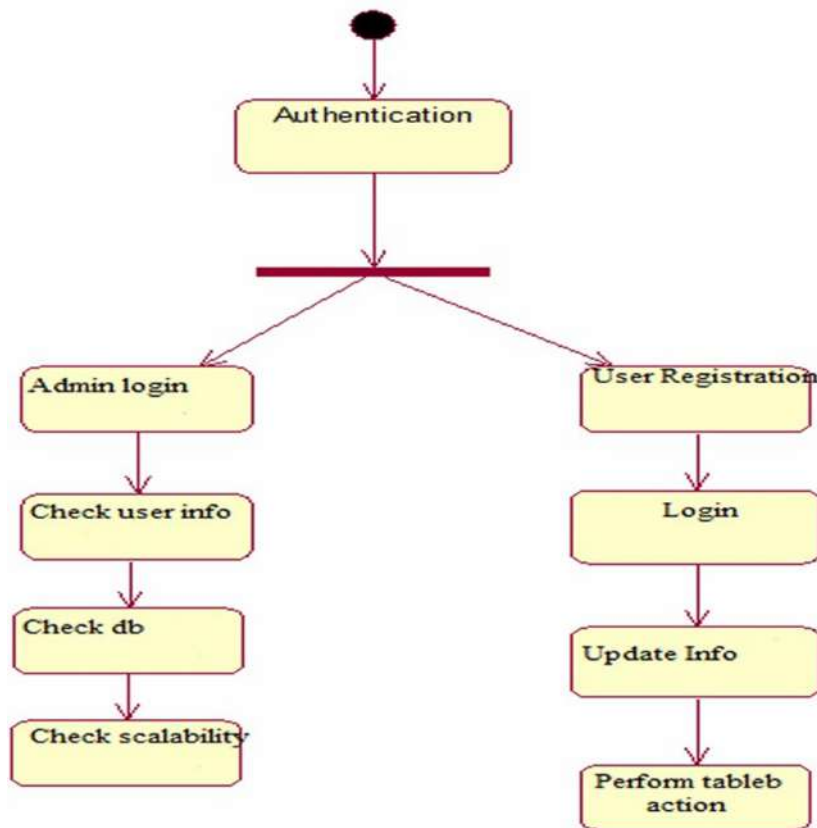 Authentication
Admin login
User Registration
Check user info
Login
Check db
Update Info
Check scalability
Perform tableb
action